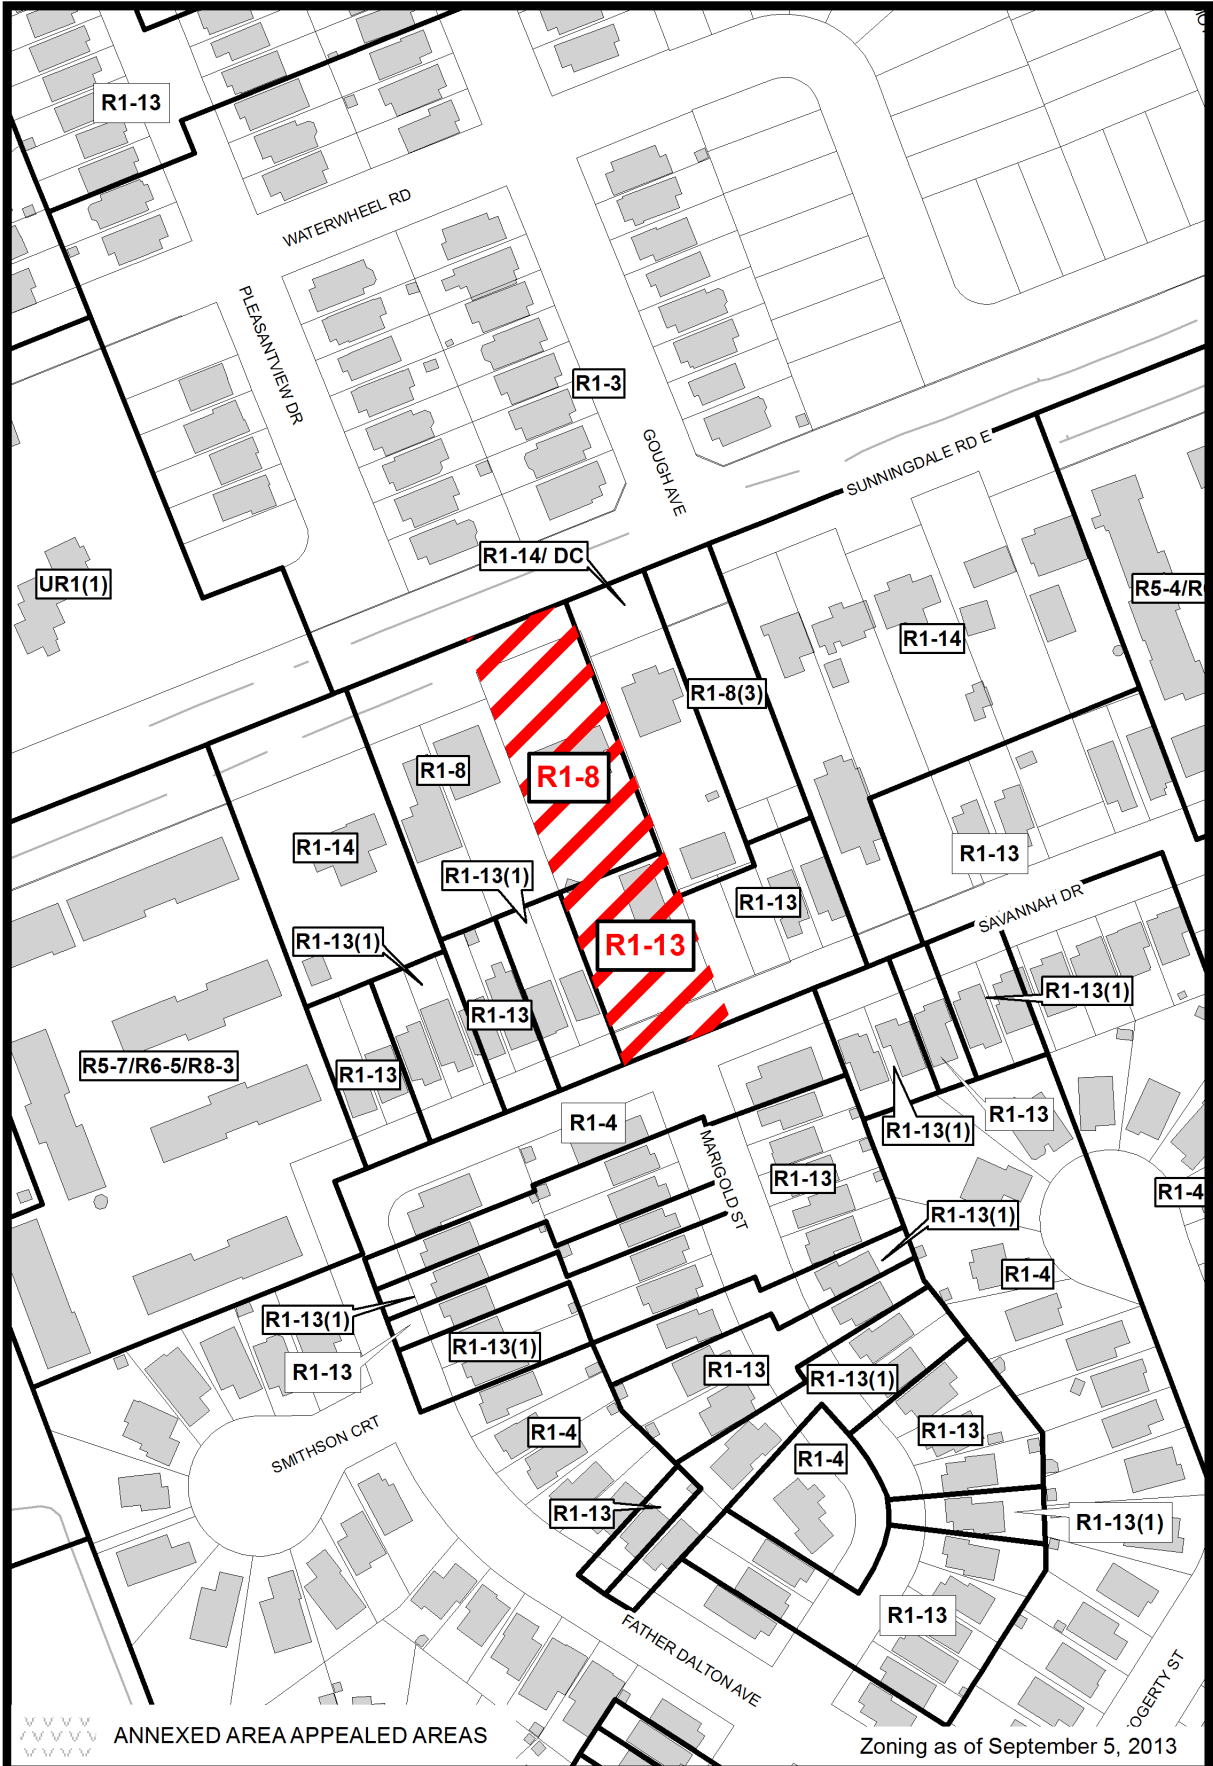 R1-13
WATERWHEEL RD
PLEASANTVIEW DR
R1-3
GOUGH AVE
SUNNINGDALE RD E
R1-14/ DC
UR1(1)
R5-4/R
R1-14
R1-8(3)
R1-8
R1-8
R1-14
R1-13
R1-13(1)
R1-13
SAVANNAH DR
R1-13(1)
R1-13
R1-13(1)
R1-13
R5-7/R6-5/R8-3
R1-13
R1-4
R1-13
R1-13(1)
MARIGOLD ST
R1-13
R1-4
R1-13(1)
R1-4
R1-13(1)
R1-13(1)
R1-13
R1-13
R1-13(1)
SMITHSON CRT
R1-4
R1-13
R1-4
R1-13
R1-13(1)
R1-13
FATHER DALTON AVE
OGERTY ST
ANNEXED AREA APPEALED AREAS
Zoning as of September 5, 2013